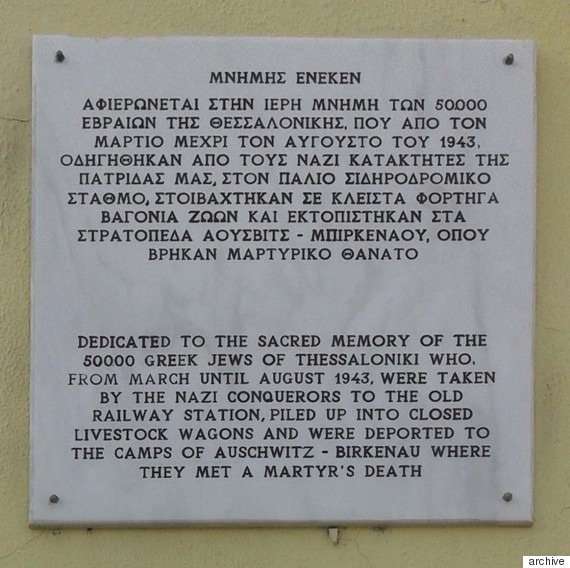 ΜΝΗΜΗΣ ΕΝΕΚΕΝ
ΑΦΙΕΡΩΝΕΤΑΙ ΣΤΗΝ ΙΕΡΗ ΜΝΗΜΗ ΤΩΝ 50.000
ΕΒΡΑΙΩΝ ΤΗΣ ΘΕΣΣΑΛΟΝΙΚΗΣ, ΠΟΥ ΑΠΟ ΤΟΝ
ΜΑΡΤΙΟ ΜΕΧΡΙ ΤΟΝ ΑΥΓΟΥΣΤΟ ΤΟΥ 1943,
ΟΔΗΓΗΘΗΚΑΝ ΑΠΟ ΤΟΥΣ ΝΑΖΙ ΚΑΤΑΚΤΗΤΕΣ ΤΗΣ
ΠΑΤΡΙΔΑΣ ΜΑΣ, ΣΤΟΝ ΠΑΛΙΟ ΣΙΔΗΡΟΔΡΟΜΙΚΟ
ΣΤΑΘΜΟ, ΣΤΟΙΒΑΧΤΗΚΑΝ ΣΕ ΚΛΕΙΣΤΑ ΦΟΡΤΗΓΑ
ΒΑΓΟΝΙΑ ΖΩΩΝ ΚΑΙ ΕΚΤΟΠΙΣΤΗΚΑΝ ΣΤΑ
ΣΤΡΑΤΟΠΕΔΑ ΑΟΥΣΒΙΤΣ - ΜΠΙΡΚΕΝΑΟΥ, ΟΠΟΥ
ΒΡΗΚΑΝ ΜΑΡΤΥΡΙΚΟ ΘΑΝΑΤΟ
DEDICATED TO THE SACRED MEMORY OF THE
50000 GREEK JEWS OF THESSALONIKI WHO,
FROM MARCH UNTIL AUGUST 1943, WERE TAKEN
BY THE NAZI CONQUERORS TO THE OLD
RAILWAY STATION, PILED UP INTO CLOSED
LIVESTOCK WAGONS AND WERE DEPORTED TO
THE CAMPS OF AUSCHWITZ - BIRKENAU WHERE
THEY MET A MARTYR'S DEATH
archive